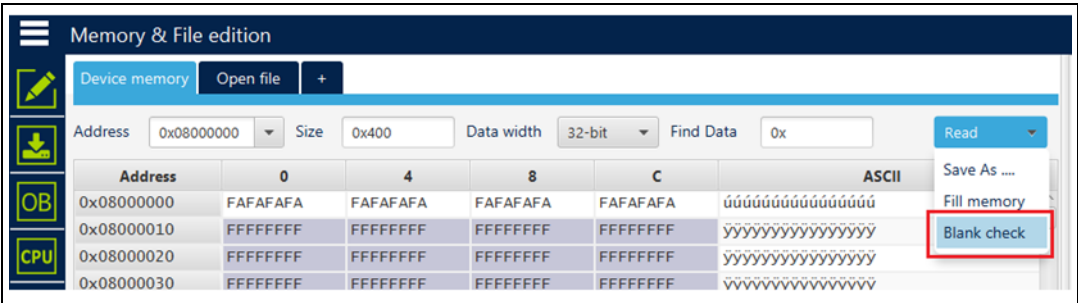 Memory & File edition
Device memory Open file +
Address 0x08000000 Size 0x400 Data width 32-bit Find Data 0x Read
Address 0 4 8 C ASCII
Save As ....
0x08000000 FAFAFAFA FAFAFAFA FAFAFAFA FAFAFAFA úúúúúúúúúúúúúúúú
Fill memory
OB
0x08000010 FFFFFFFF FFFFFFFF FFFFFFFF FFFFFFFF ÿÿÿÿÿÿÿÿÿÿÿÿÿÿÿÿ
Blank check
CPU
0x08000020 FFFFFFFF FFFFFFFF FFFFFFFF FFFFFFFF ÿÿÿÿÿÿÿÿÿÿÿÿÿÿÿÿ
0x08000030 FFFFFFFF FFFFFFFF FFFFFFFF FFFFFFFF ÿÿÿÿÿÿÿÿÿÿÿÿÿÿÿÿ